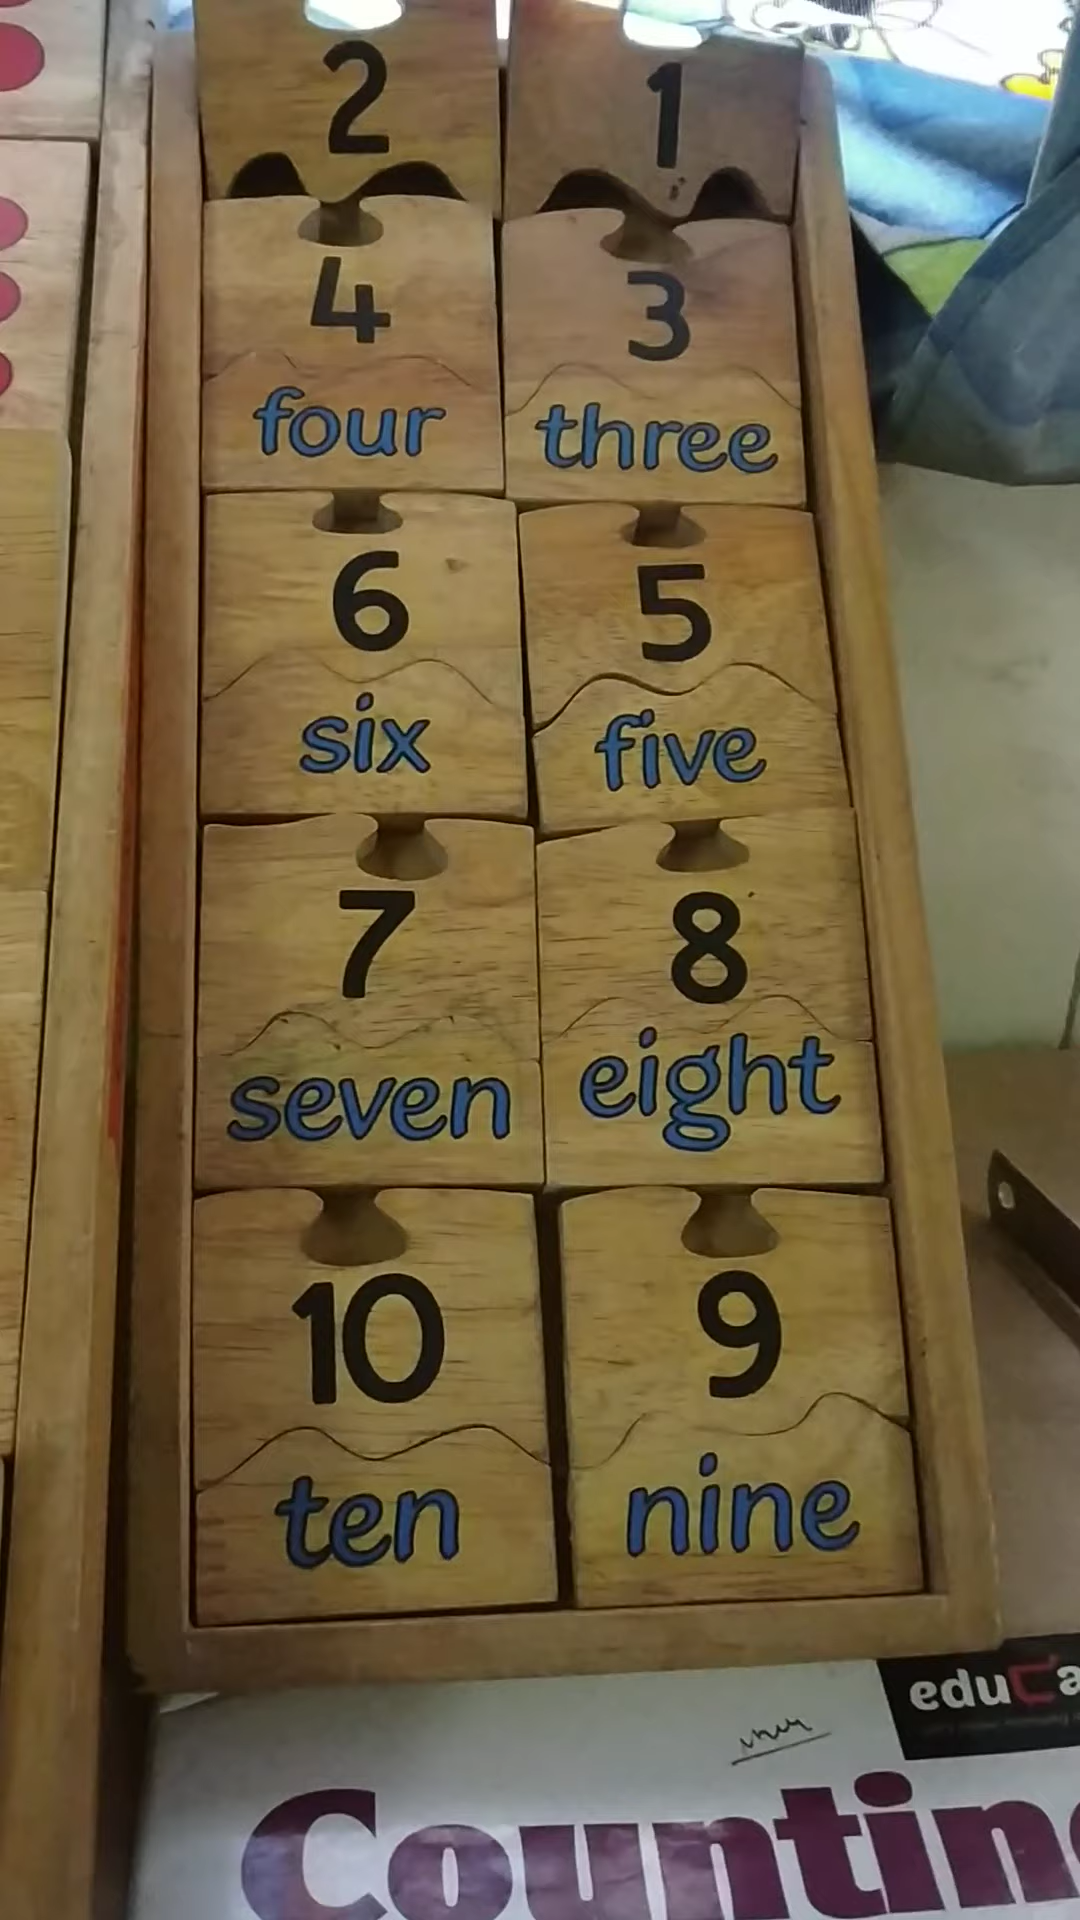 2 1
4 3
four three
6 5
six five
7 8
seven eight
10 9
ten nine
Countin